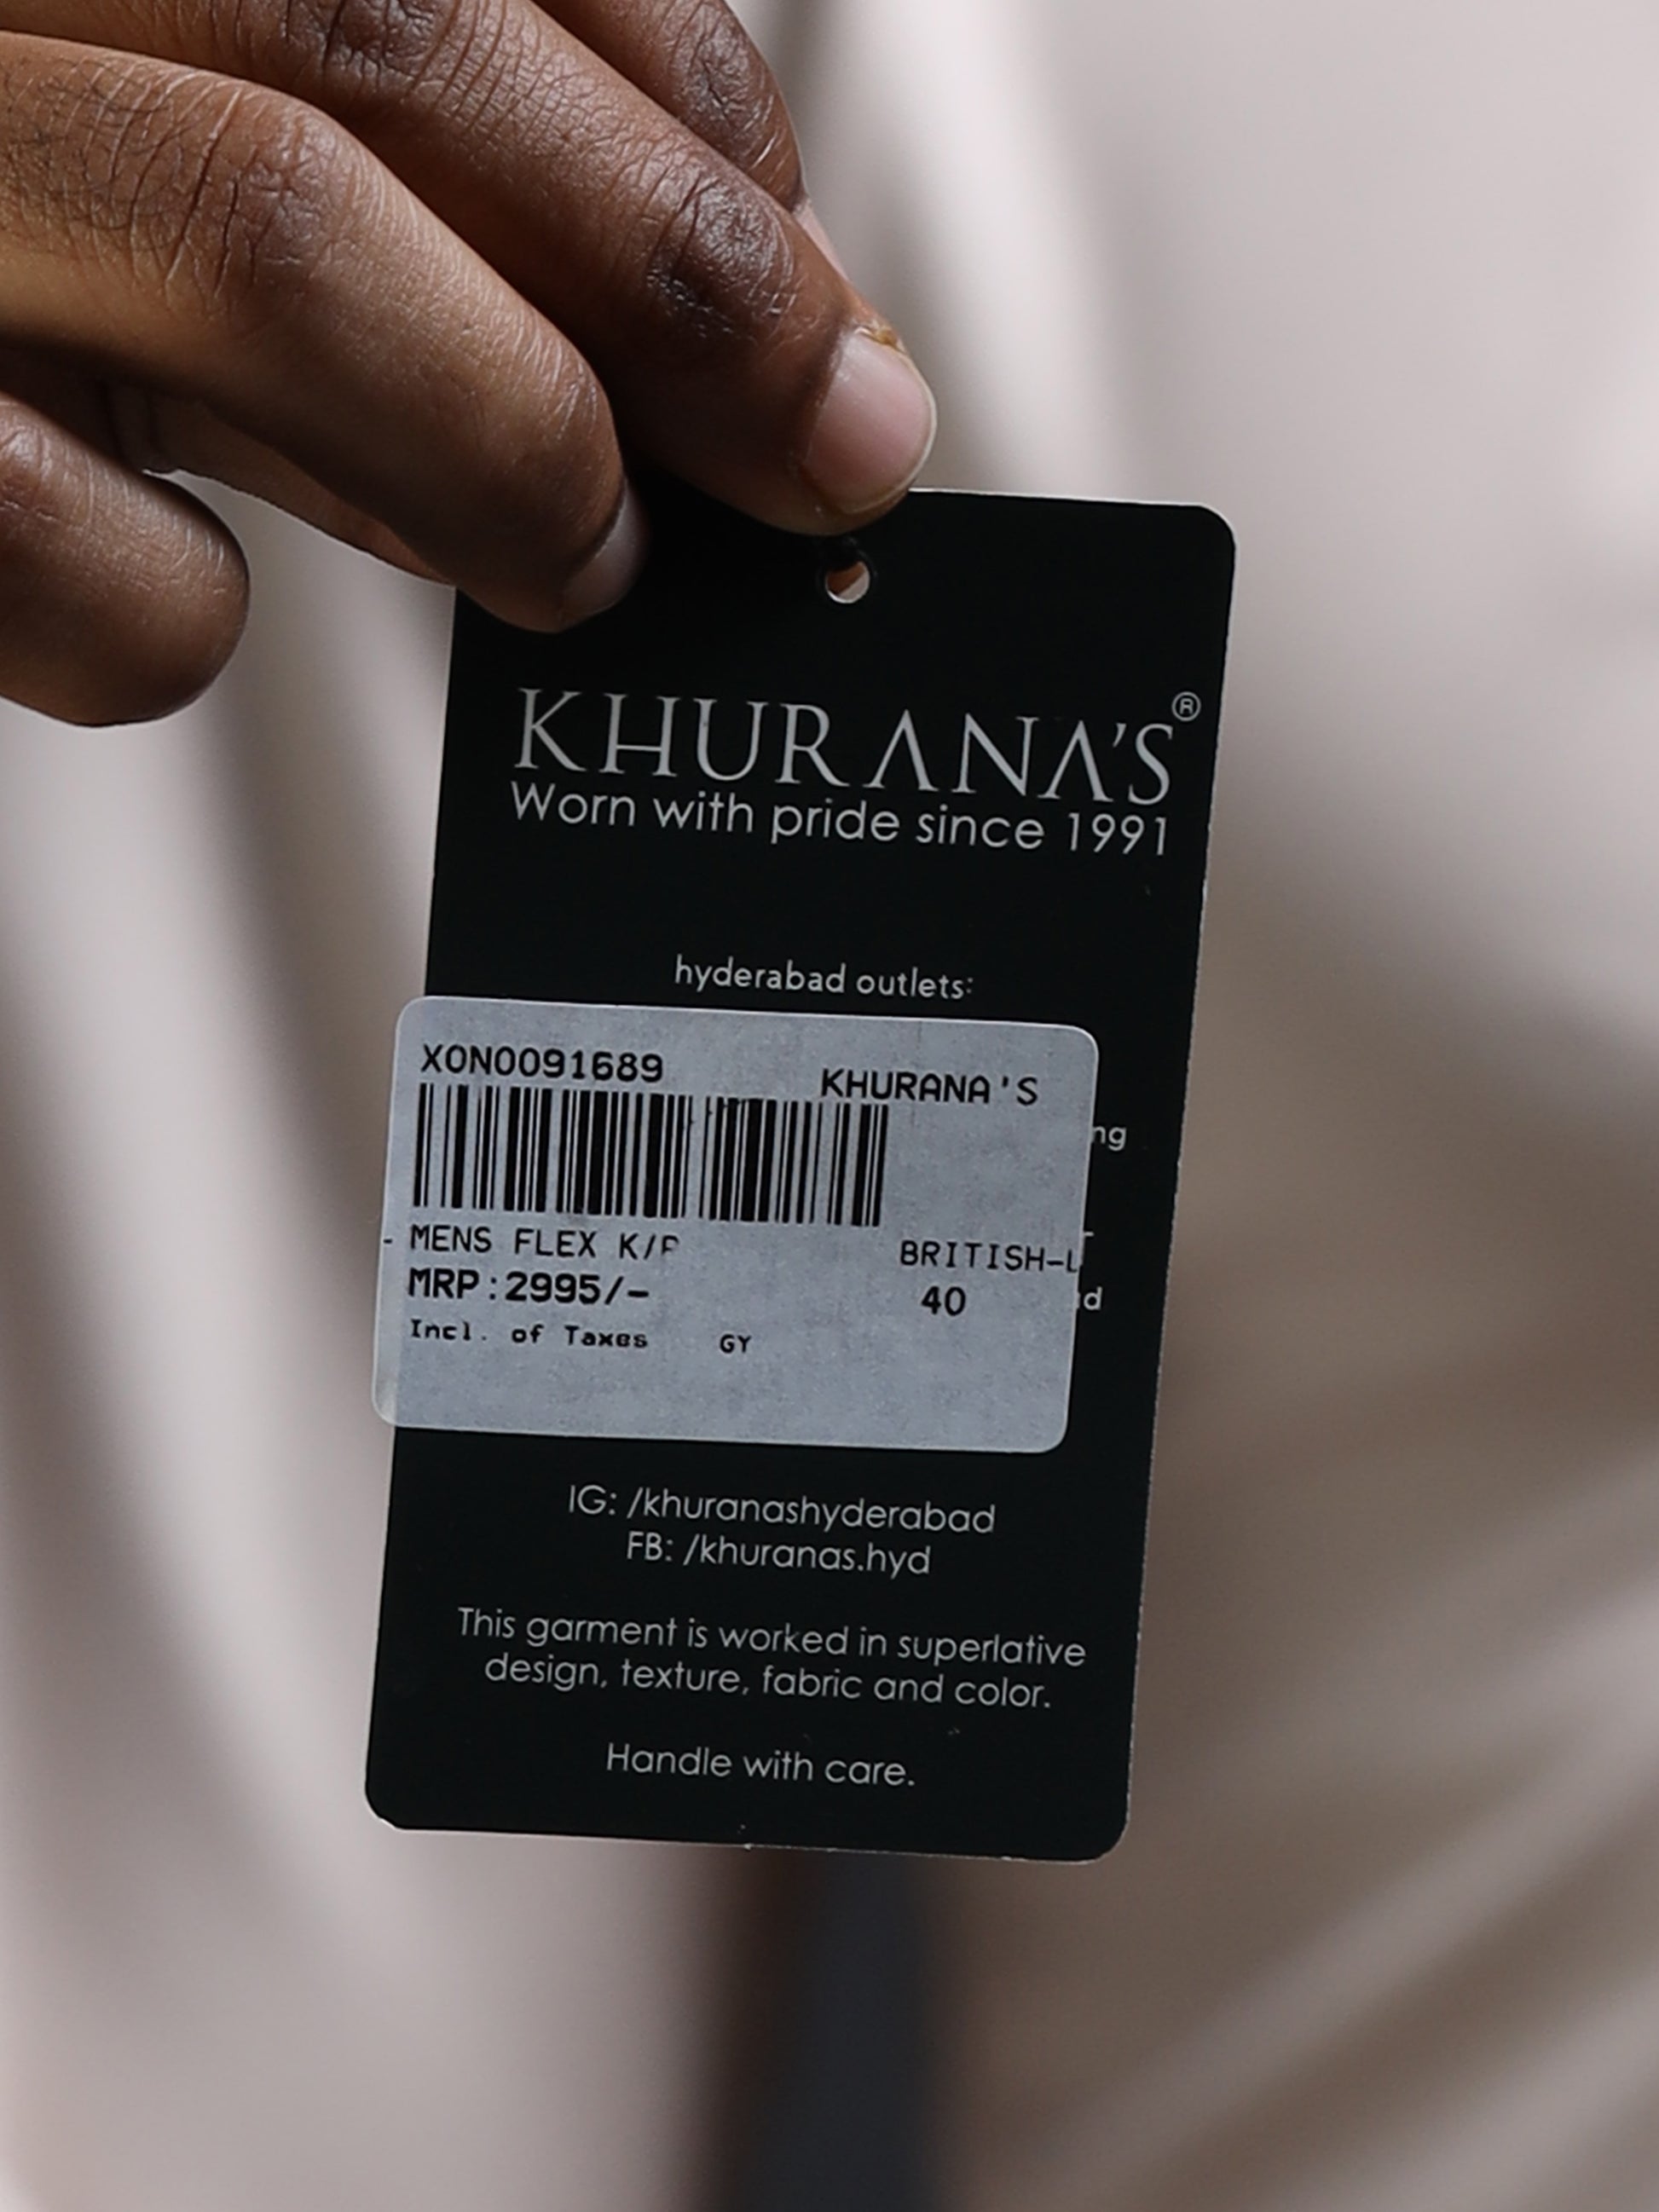 KHURANA'S®
Worn with pride since 1991
hyderabad outlets:
XON0091689 KHURANA'S
MENS FLEX K/P BRITISH-L
MRP:2995/- 40
Incl. of Taxes GY
IG: /khuranashyderabad
FB: /khuranas.hyd
This garment is worked in superlative
design, texture, fabric and color.
Handle with care.